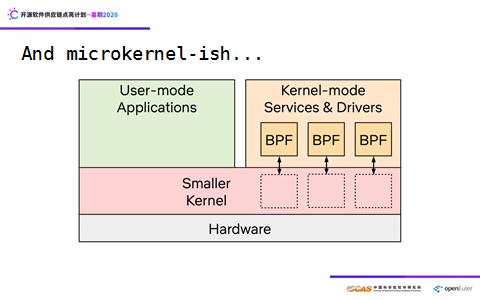 开源软件供应链点亮计划-暑期2020
And microkernel-ish...
User-mode
Applications
Kernel-mode
Services & Drivers
BPF
BPF
BPF
Smaller
Kernel
Hardware
ISCAS
中国科学院软件研究所
openEuler